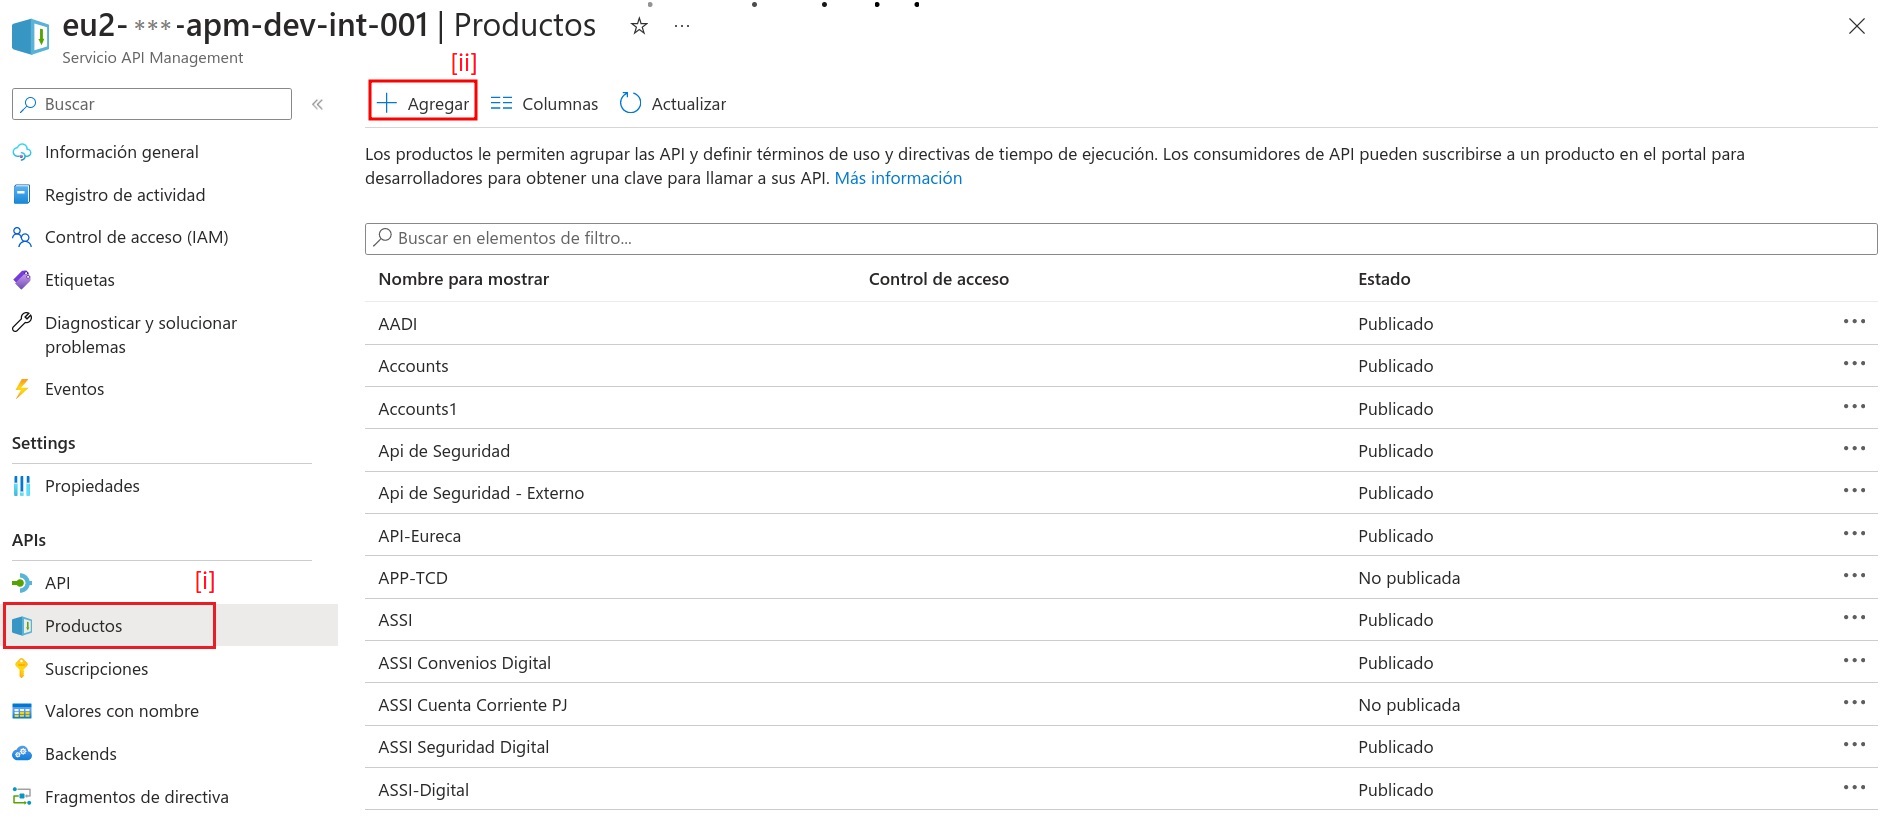 eu2-***-apm-dev-int-001 | Productos
Servicio API Management
Buscar
Información general
Registro de actividad
Control de acceso (IAM)
Etiquetas
Diagnosticar y solucionar
problemas
Eventos
Settings
Propiedades
APIs
API
[i]
Productos
Suscripciones
Valores con nombre
Backends
Fragmentos de directiva
[ii]
Agregar
Columnas
Actualizar
Los productos le permiten agrupar las API y definir términos de uso y directivas de tiempo de ejecución. Los consumidores de API pueden suscribirse a un producto en el portal para
desarrolladores para obtener una clave para llamar a sus API. Más información
Buscar en elementos de filtro...
Nombre para mostrar Control de acceso Estado
AADI Publicado
Accounts Publicado
Accounts1 Publicado
Api de Seguridad Publicado
Api de Seguridad - Externo Publicado
API-Eureca Publicado
APP-TCD No publicada
ASSI Publicado
ASSI Convenios Digital Publicado
ASSI Cuenta Corriente PJ No publicada
ASSI Seguridad Digital Publicado
ASSI-Digital Publicado